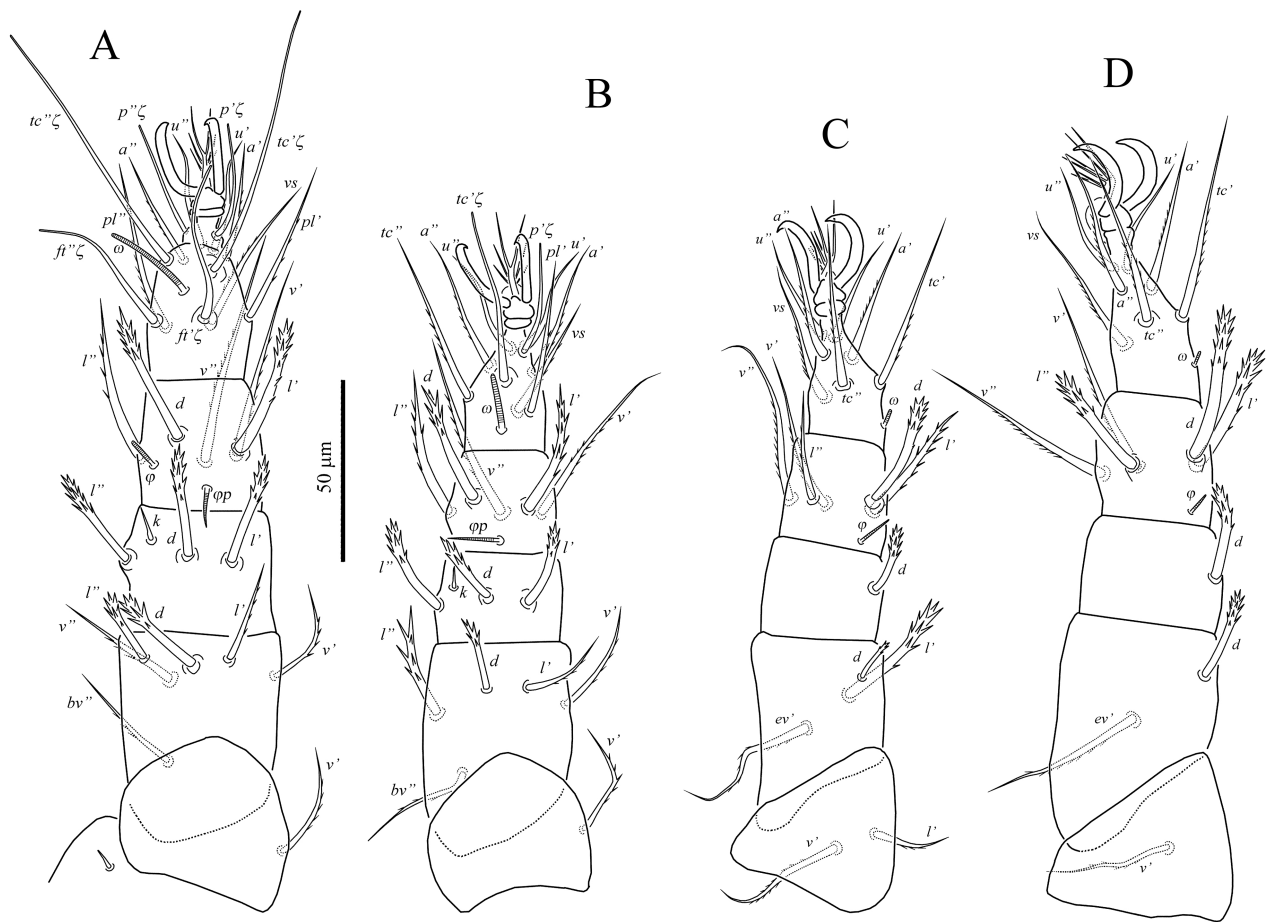 A
tc”ζ
p”ζ
u”
p’ζ
u’
a’
tc’ζ
a”
vs
pl”
ω
pl’
ft”ζ
ft’ζ
v’
l”
v”
l’
d
φ
φp
l”
k
d
l’
v”
d
l’
v’
bv”
v’
50 μm
B
tc’ζ
p’ζ
tc”
a”
u”
pl’
u’
a’
vs
d
l”
ω
l’
v’
v”
φp
l’
l”
k
d
l”
d
l’
v’
bv”
v’
C
a”
u”
u’
a’
tc’
vs
v’
v”
tc”
ω
d
l’
l”
φ
d
d
l’
ev’
v’
l’
D
u”
u’
a’
tc’
vs
a”
tc”
v’
ω
l”
v”
d
l’
φ
d
d
ev’
v’